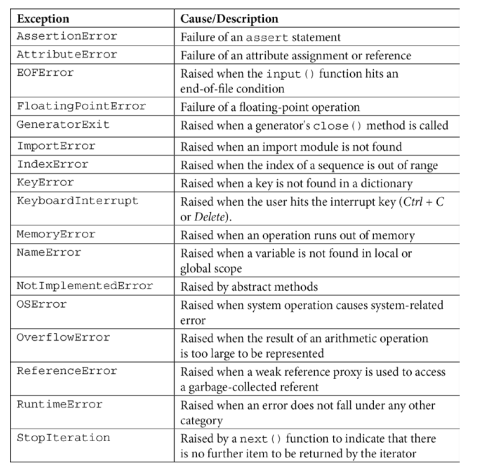 Exception Cause/Description
AssertionError Failure of an assert statement
AttributeError Failure of an attribute assignment or reference
EOFError Raised when the input() function hits an
end-of-file condition
FloatingPointError Failure of a floating-point operation
GeneratorExit Raised when a generator's close() method is called
ImportError Raised when an import module is not found
IndexError Raised when the index of a sequence is out of range
KeyError Raised when a key is not found in a dictionary
KeyboardInterrupt Raised when the user hits the interrupt key (Ctrl + C
or Delete).
MemoryError Raised when an operation runs out of memory
NameError Raised when a variable is not found in local or
global scope
NotImplementedError Raised by abstract methods
OSError Raised when system operation causes system-related
error
OverflowError Raised when the result of an arithmetic operation
is too large to be represented
ReferenceError Raised when a weak reference proxy is used to access
a garbage-collected referent
RuntimeError Raised when an error does not fall under any other
category
StopIteration Raised by a next() function to indicate that there
is no further item to be returned by the iterator